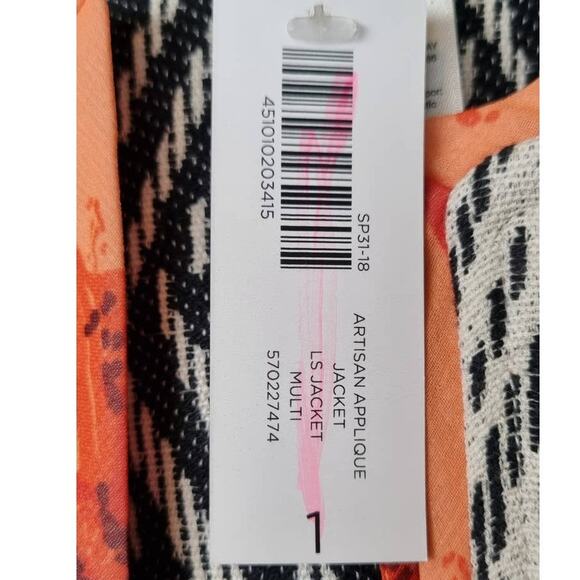 451010203415
SP31-18
ARTISAN APPLIQUE
JACKET
LS JACKET
MULTI
570227474
1